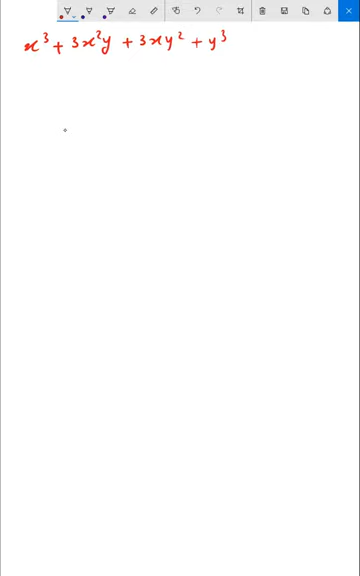 x³ + 3x²y + 3xy² + y³